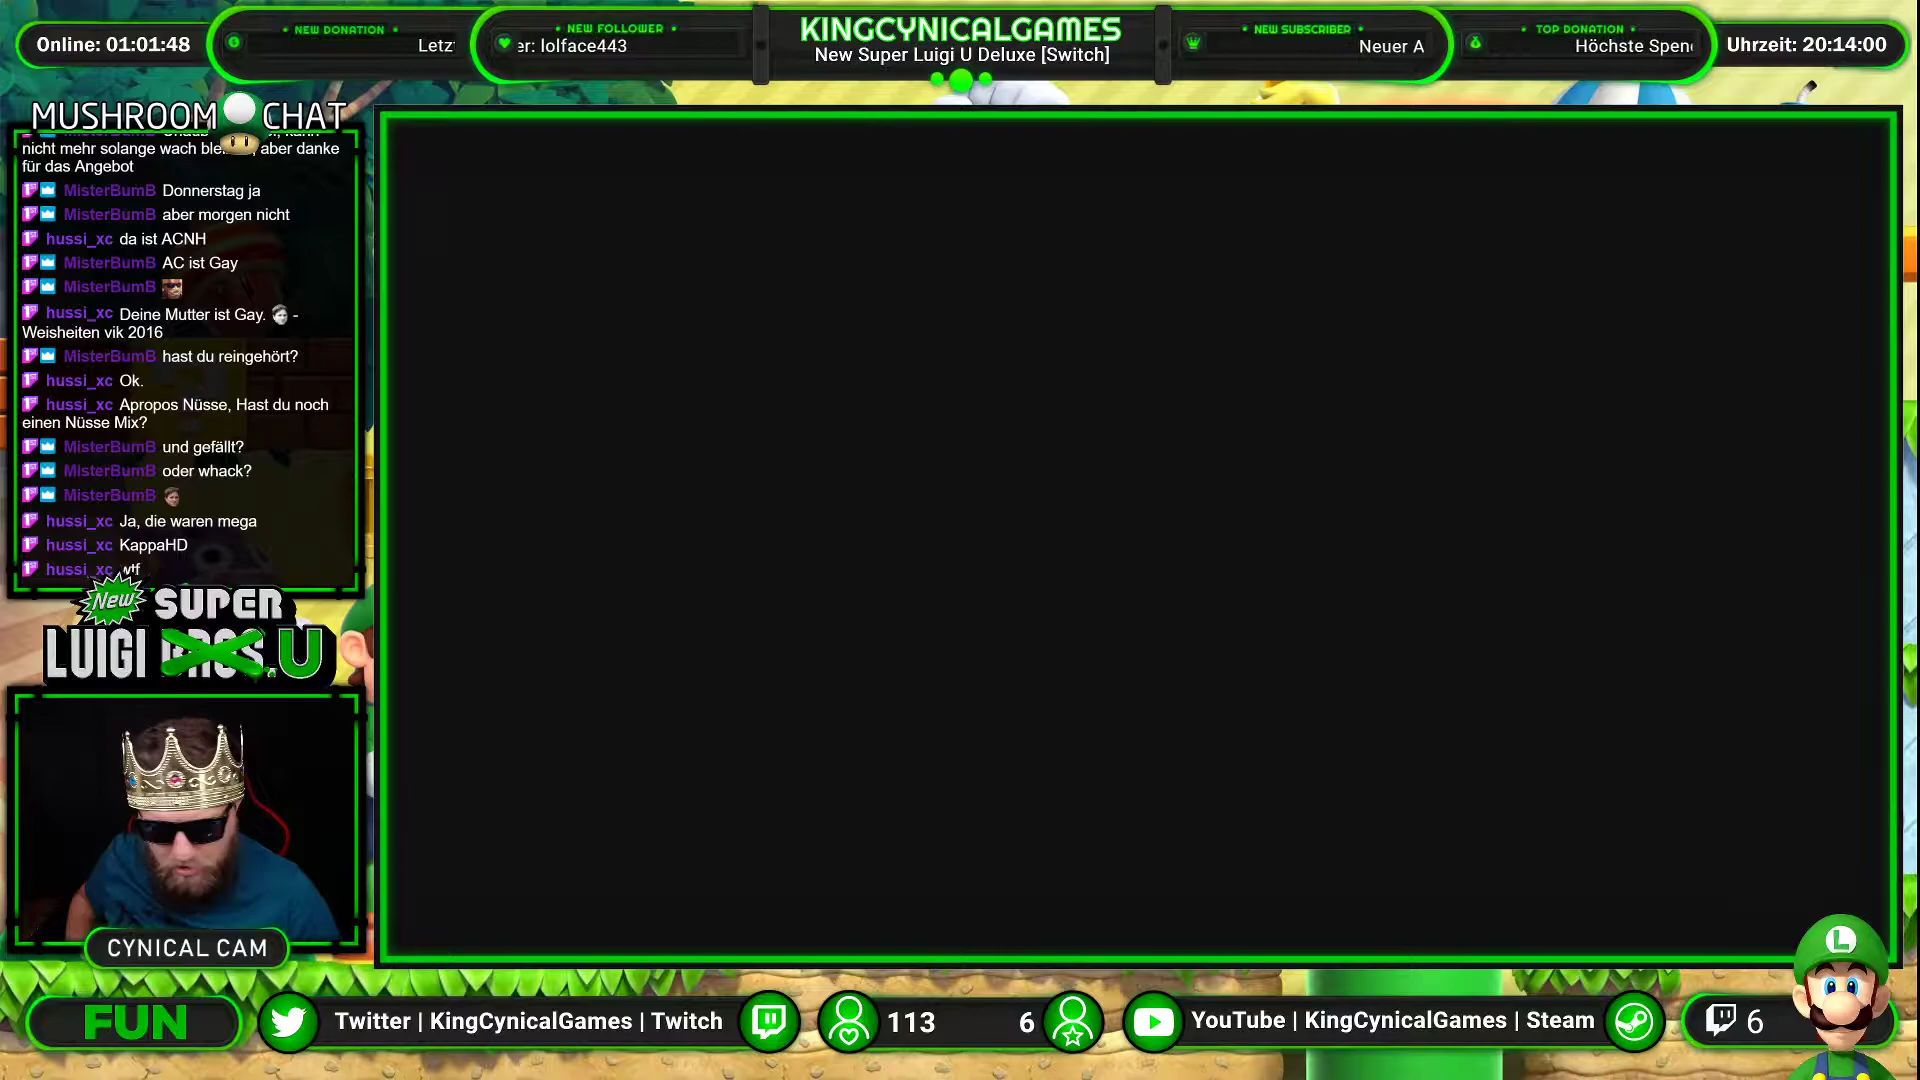 Online: 01:01:48
NEW DONATION
Letz
NEW FOLLOWER
er: lolface443
KINGCYNICALGAMES
New Super Luigi U Deluxe [Switch]
NEW SUBSCRIBER
Neuer A
TOP DONATION
Höchste Spen
Uhrzeit: 20:14:00
MUSHROOM CHAT
nicht mehr solange wach ble aber danke
für das Angebot
MisterBumB Donnerstag ja
MisterBumB aber morgen nicht
hussi_xc da ist ACNH
MisterBumB AC ist Gay
MisterBumB
hussi_xc Deine Mutter ist Gay. -
Weisheiten vik 2016
MisterBumB hast du reingehört?
hussi_xc Ok.
hussi_xc Apropos Nüsse, Hast du noch
einen Nüsse Mix?
MisterBumB und gefällt?
MisterBumB oder whack?
MisterBumB
hussi_xc Ja, die waren mega
hussi_xc KappaHD
hussi_xc wtf
New SUPER
LUIGI BROS. U
CYNICAL CAM
FUN
Twitter | KingCynicalGames | Twitch
113
6
YouTube | KingCynicalGames | Steam
6
L